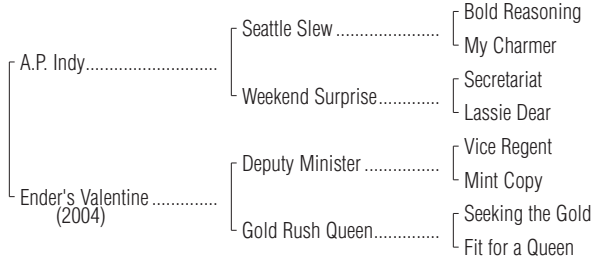 Bold Reasoning
Seattle Slew
My Charmer
A.P. Indy
Secretariat
Weekend Surprise
Lassie Dear
Vice Regent
Deputy Minister
Mint Copy
Ender's Valentine
(2004)
Seeking the Gold
Gold Rush Queen
Fit for a Queen